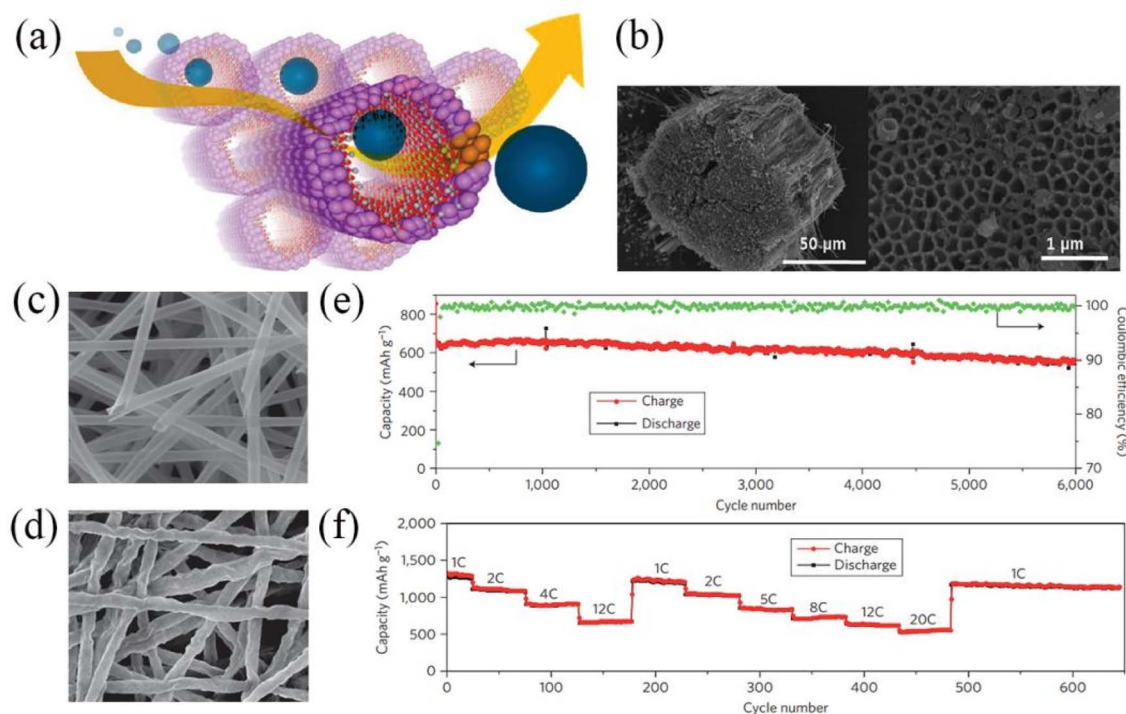 (a)
(b)
50 µm
1 µm
(c)
(d)
(e)
800
600
400
200
0
Capacity (mAh g⁻¹)
100
90
80
70
Coulombic efficiency (%)
Charge
Discharge
0 1,000 2,000 3,000 4,000 5,000 6,000
Cycle number
(f)
2,000
1,500
1,000
500
0
Capacity (mAh g⁻¹)
Charge
Discharge
1C 2C 4C 12C 1C 2C 5C 8C 12C 20C 1C
0 100 200 300 400 500 600
Cycle number